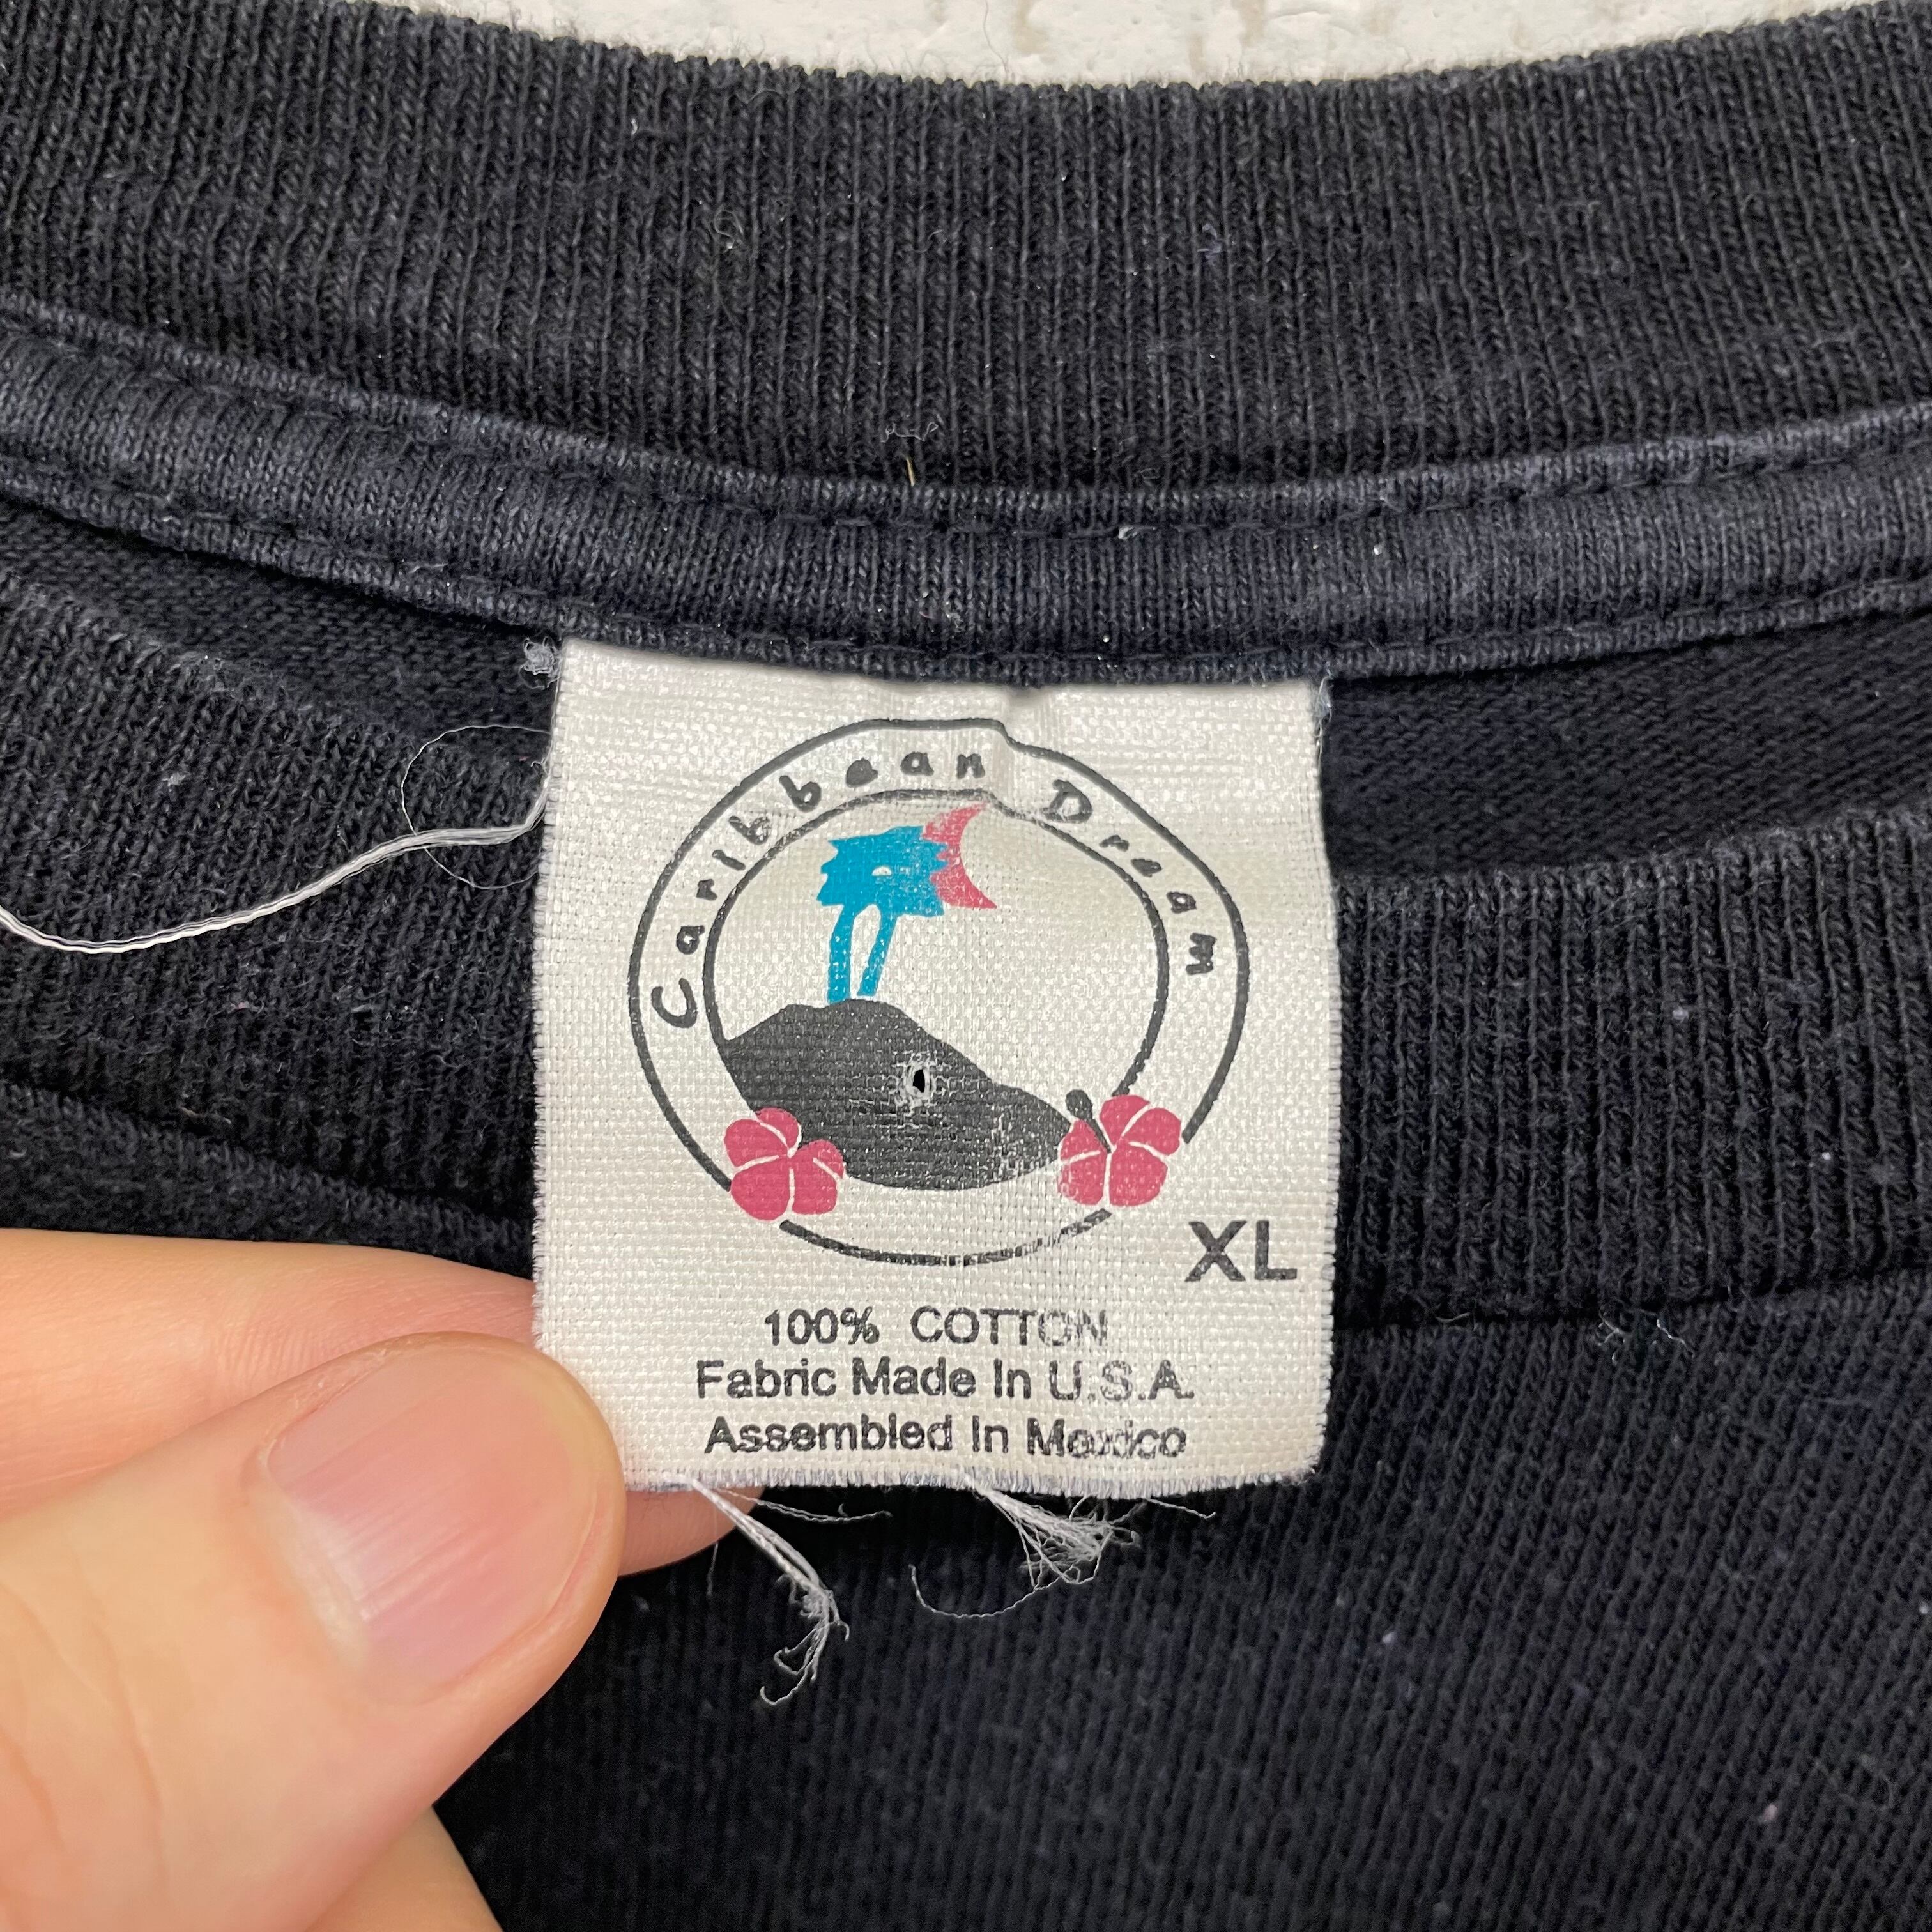 Caribbean Dream
XL
100% COTTON
Fabric Made In U.S.A.
Assembled In Mexico